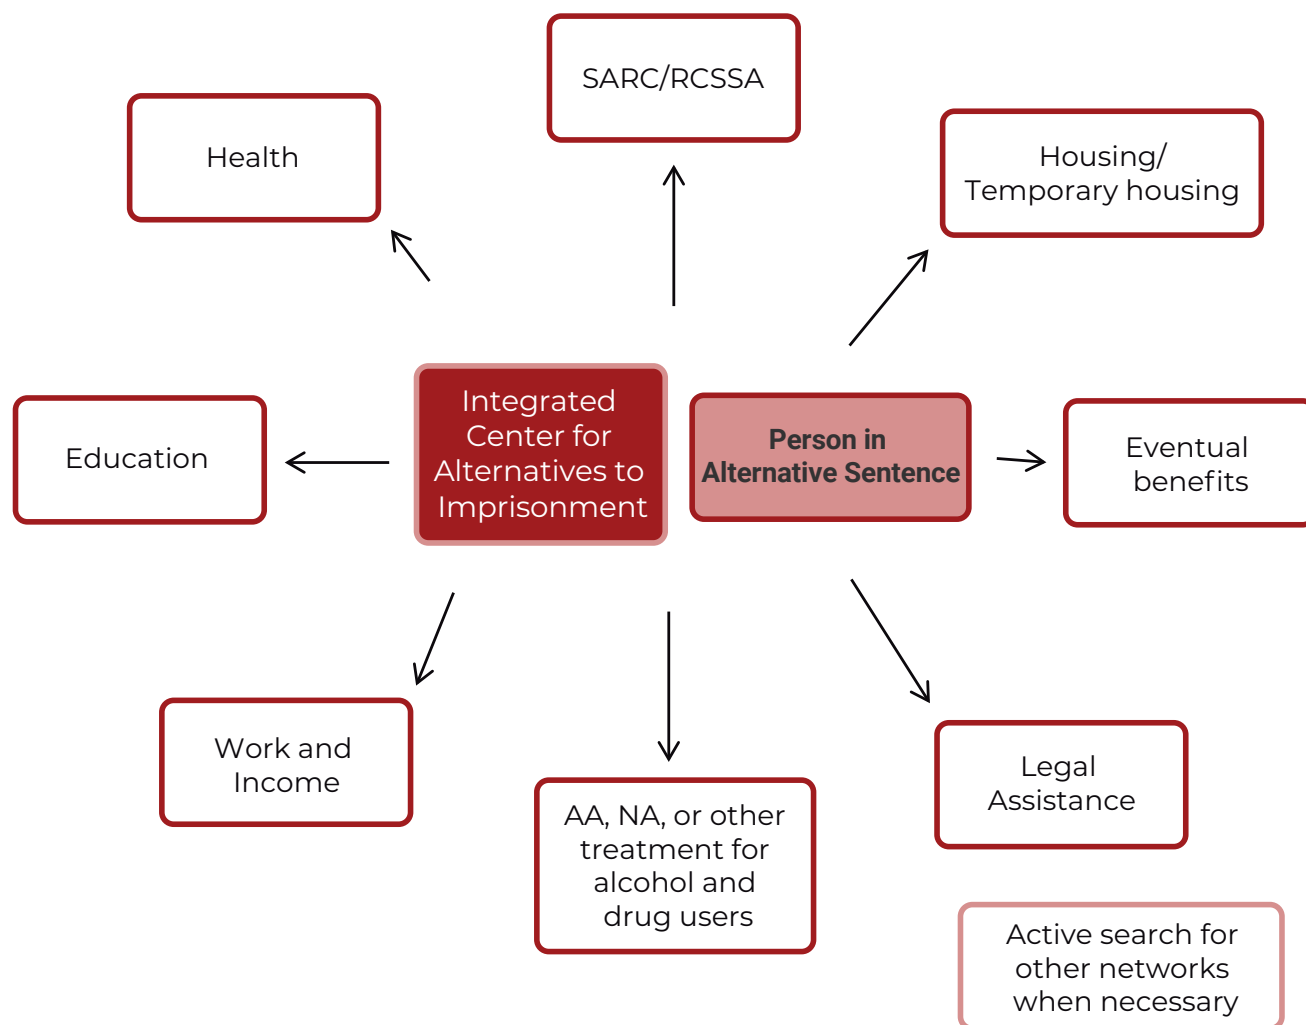 SARC/RCSSA
Health
Housing/
Temporary housing
Integrated
Center for
Alternatives to
Imprisonment
Person in
Alternative Sentence
Education
Eventual
benefits
Work and
Income
AA, NA, or other
treatment for
alcohol and
drug users
Legal
Assistance
Active search for
other networks
when necessary